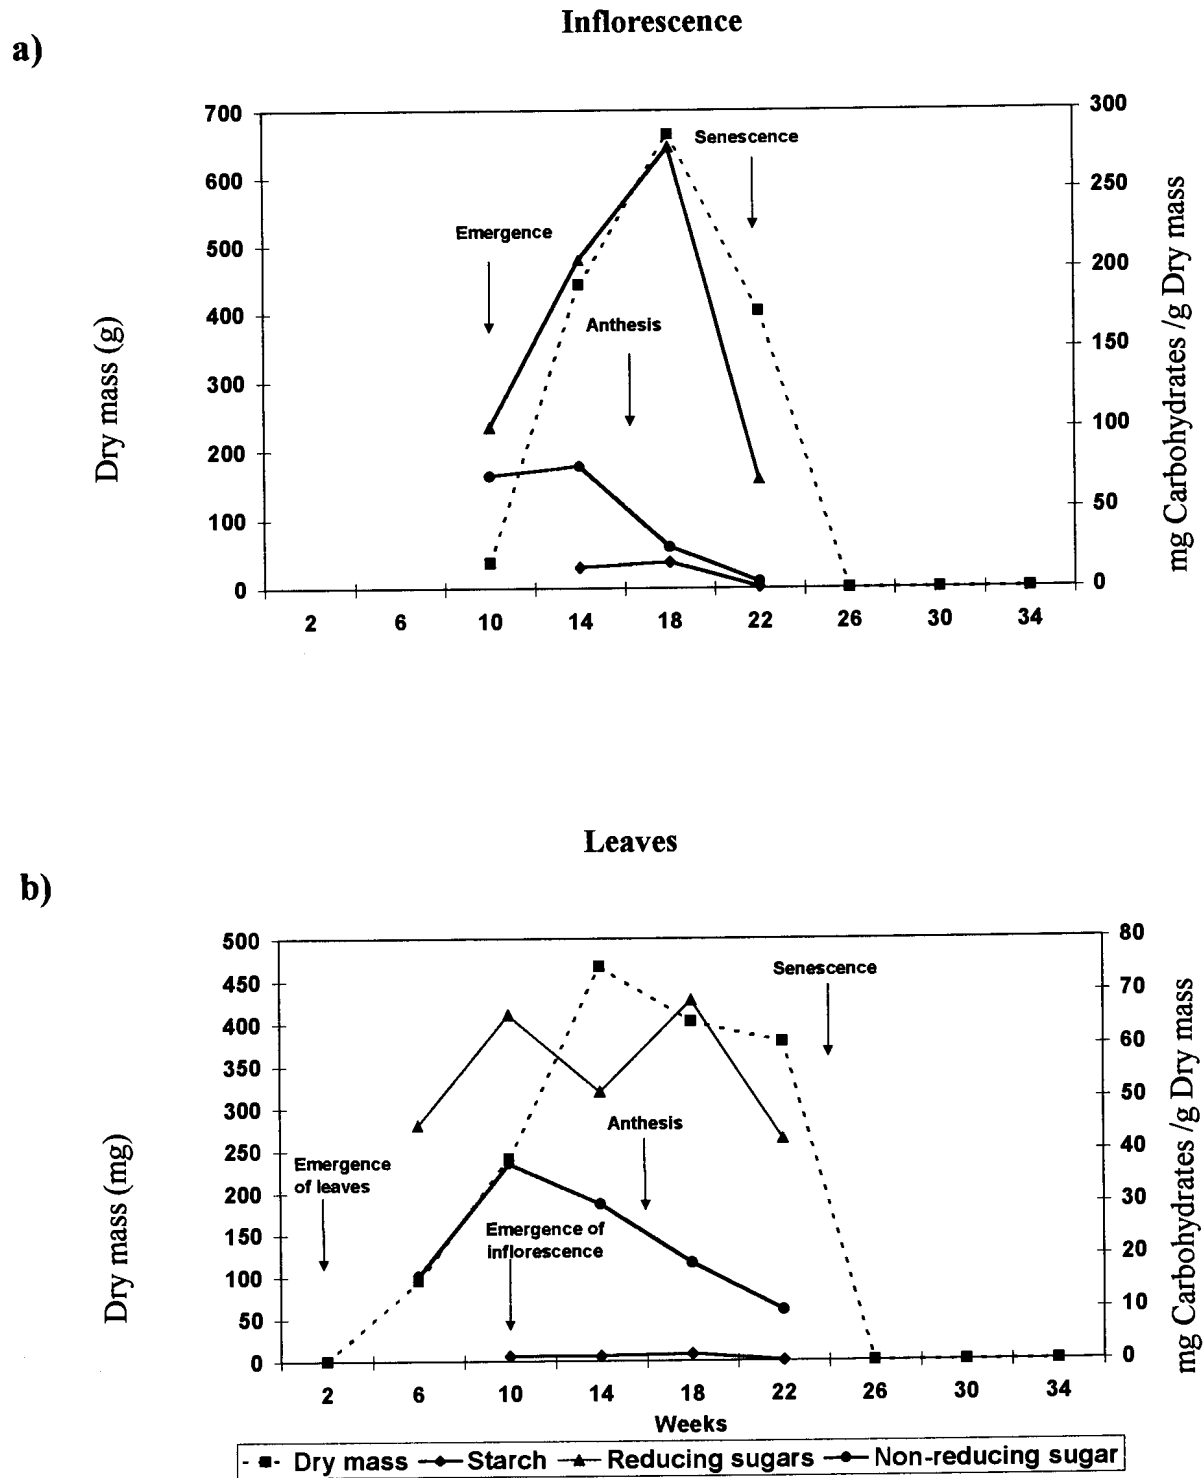 Inflorescence
a)
700
600
500
400
300
200
100
0
Dry mass (g)
300
250
200
150
100
50
0
mg Carbohydrates /g Dry mass
Senescence
Emergence
Anthesis
2 6 10 14 18 22 26 30 34
Leaves
b)
500
450
400
350
300
250
200
150
100
50
0
Dry mass (mg)
80
70
60
50
40
30
20
10
0
mg Carbohydrates /g Dry mass
Senescence
Anthesis
Emergence
of leaves
Emergence of
inflorescence
2 6 10 14 18 22 26 30 34
Weeks
Dry mass Starch Reducing sugars Non-reducing sugar